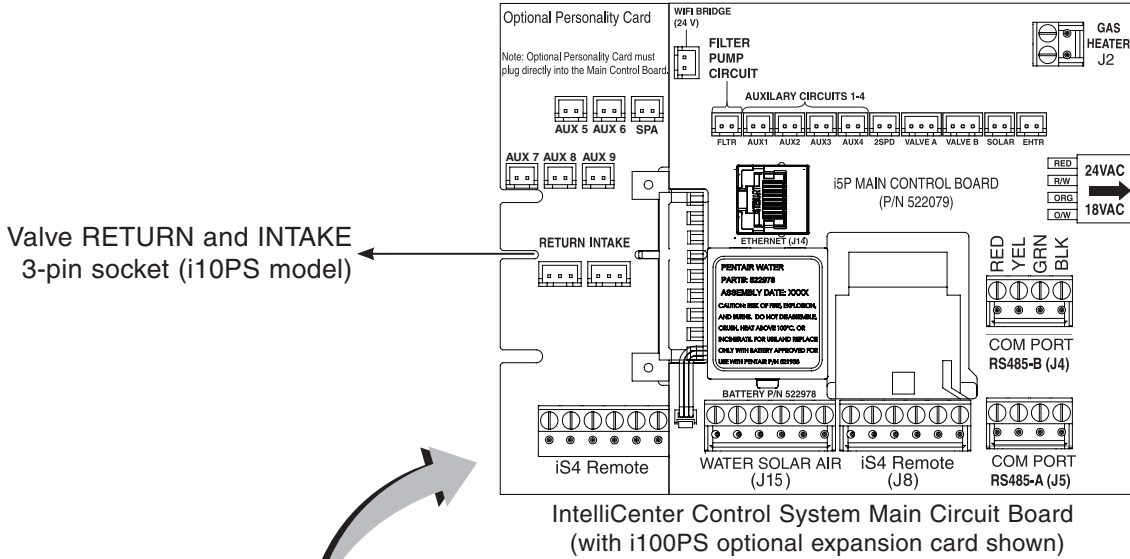 Optional Personality Card
Note: Optional Personality Card must
plug directly into the Main Control Board.
AUX 5 AUX 6 SPA
AUX 7 AUX 8 AUX 9
RETURN INTAKE
iS4 Remote
Valve RETURN and INTAKE
3-pin socket (i10PS model)
WIFI BRIDGE
(24 V)
FILTER
PUMP
CIRCUIT
AUXILARY CIRCUITS 1-4
FLTR AUX1 AUX2 AUX3 AUX4 2SPD VALVE A VALVE B SOLAR EHTR
GAS
HEATER
J2
ETHERNET (J14)
i5P MAIN CONTROL BOARD
(P/N 522079)
RED
R/W
ORG
O/W
24VAC
18VAC
PENTAIR WATER
PART#: 522978
ASSEMBLY DATE: XXXX
CAUTION: RISK OF FIRE, EXPLOSION,
AND BURNS. DO NOT DISASSEMBLE,
CRUSH, HEAT ABOVE 100°C, OR
ONLY WITH BATTERY APPROVED FOR
USE WITH PENTAIR P/N
BATTERY P/N 522978
WATER SOLAR AIR
(J15)
iS4 Remote
(J8)
RED
YEL
GRN
BLK
COM PORT
RS485-B (J4)
COM PORT
RS485-A (J5)
IntelliCenter Control System Main Circuit Board
(with i100PS optional expansion card shown)